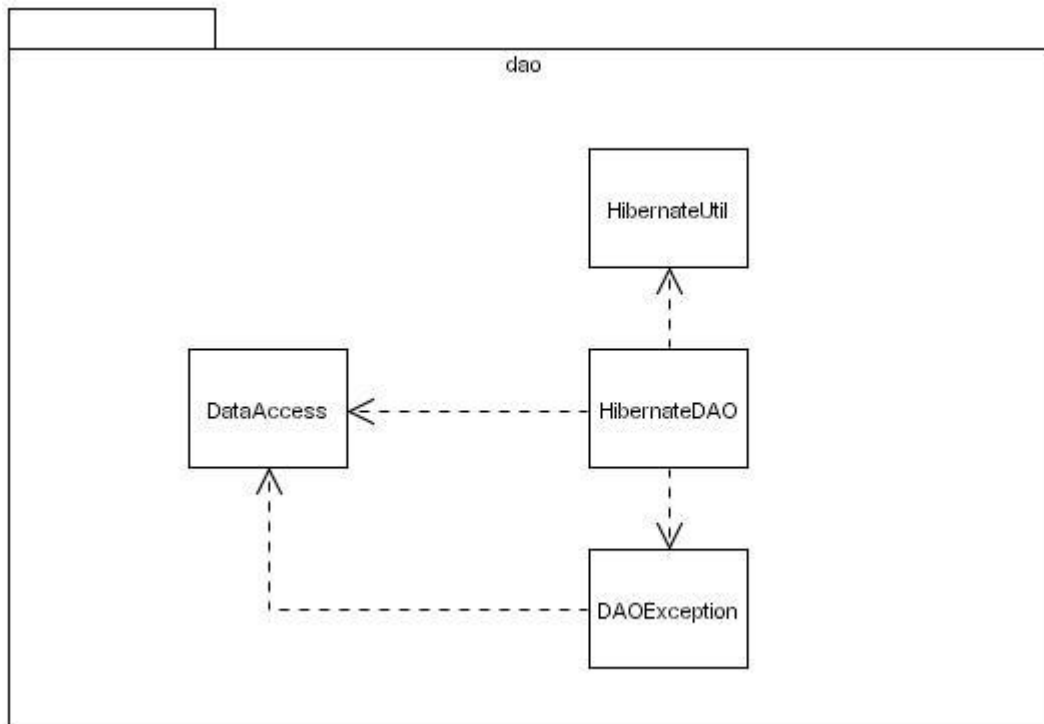 dao
HibernateUtil
DataAccess
HibernateDAO
DAOException